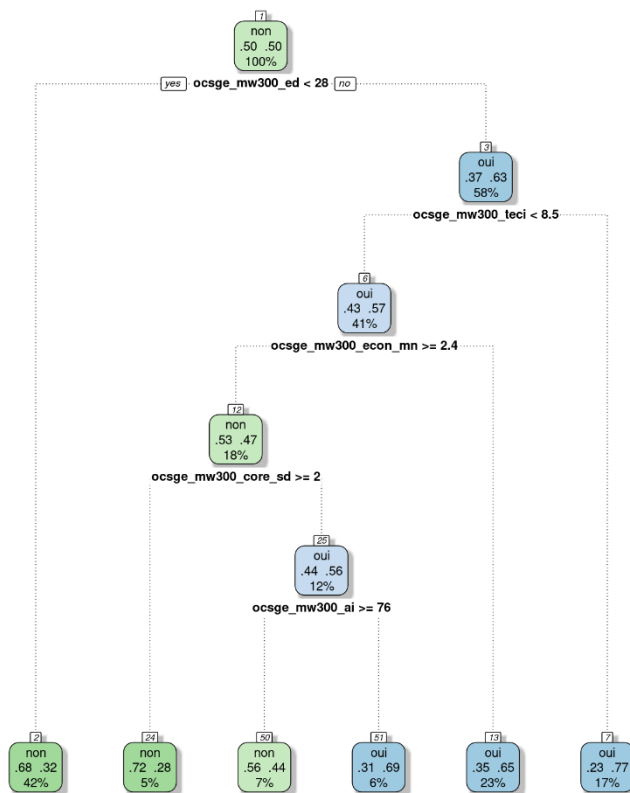 1
non
.50 .50
100%
yes ocsge_mw300_ed < 28 no
3
oui
.37 .63
58%
ocsge_mw300_teci < 8.5
6
oui
.43 .57
41%
ocsge_mw300_econ_mn >= 2.4
12
non
.53 .47
18%
ocsge_mw300_core_sd >= 2
25
oui
.44 .56
12%
ocsge_mw300_ai >= 76
2
non
.68 .32
42%
24
non
.72 .28
5%
50
non
.56 .44
7%
51
oui
.31 .69
6%
13
oui
.35 .65
23%
7
oui
.23 .77
17%